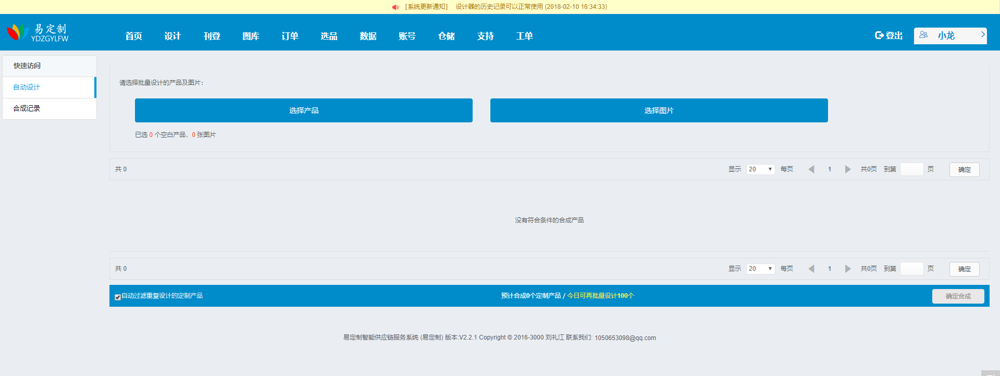 [系统更新通知] 设计器的历史记录可以正常使用 (2018-02-10 16:34:33)
易定制
YDZGYLFW
首页 设计 刊登 图库 订单 选品 数据 账号 仓储 支持 工单 登出 小龙
快速访问
自动设计
合成记录
请选择批量设计的产品及图片:
选择产品 选择图片
已选 0 个空白产品，0 张图片
共 0 显示 20 每页 1 共0页 到第 页 确定
没有符合条件的合成产品
共 0 显示 20 每页 1 共0页 到第 页 确定
自动过滤重复设计的定制产品 预计合成0个定制产品 / 今日可再批量设计100个 确定合成
易定制智能供应链服务系统 (易定制) 版本:V2.2.1 Copyright © 2016-3000 刘礼江 联系我们: 1050653098@qq.com